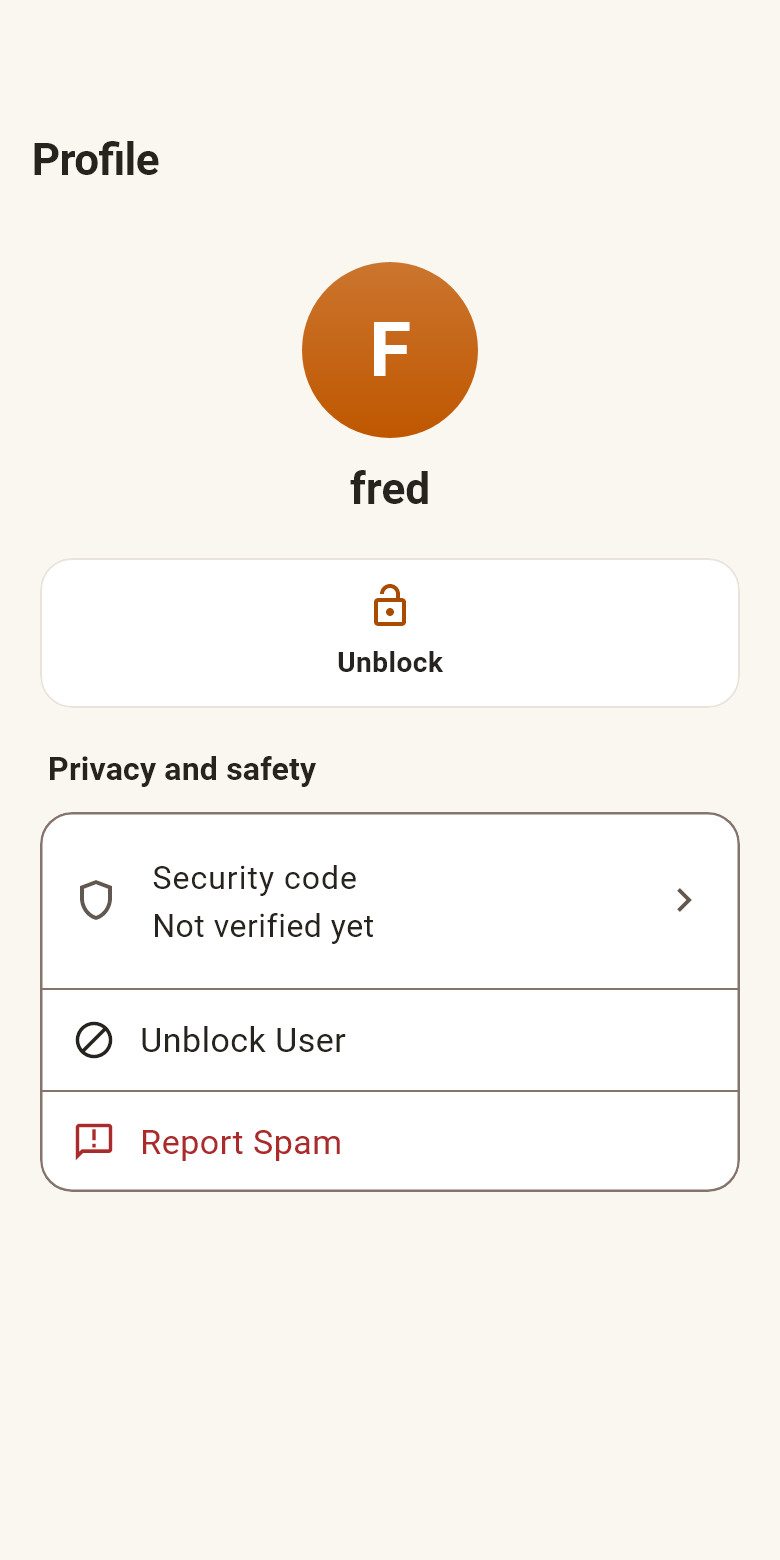 Profile
F
fred
Unblock
Privacy and safety
Security code
Not verified yet
Unblock User
Report Spam